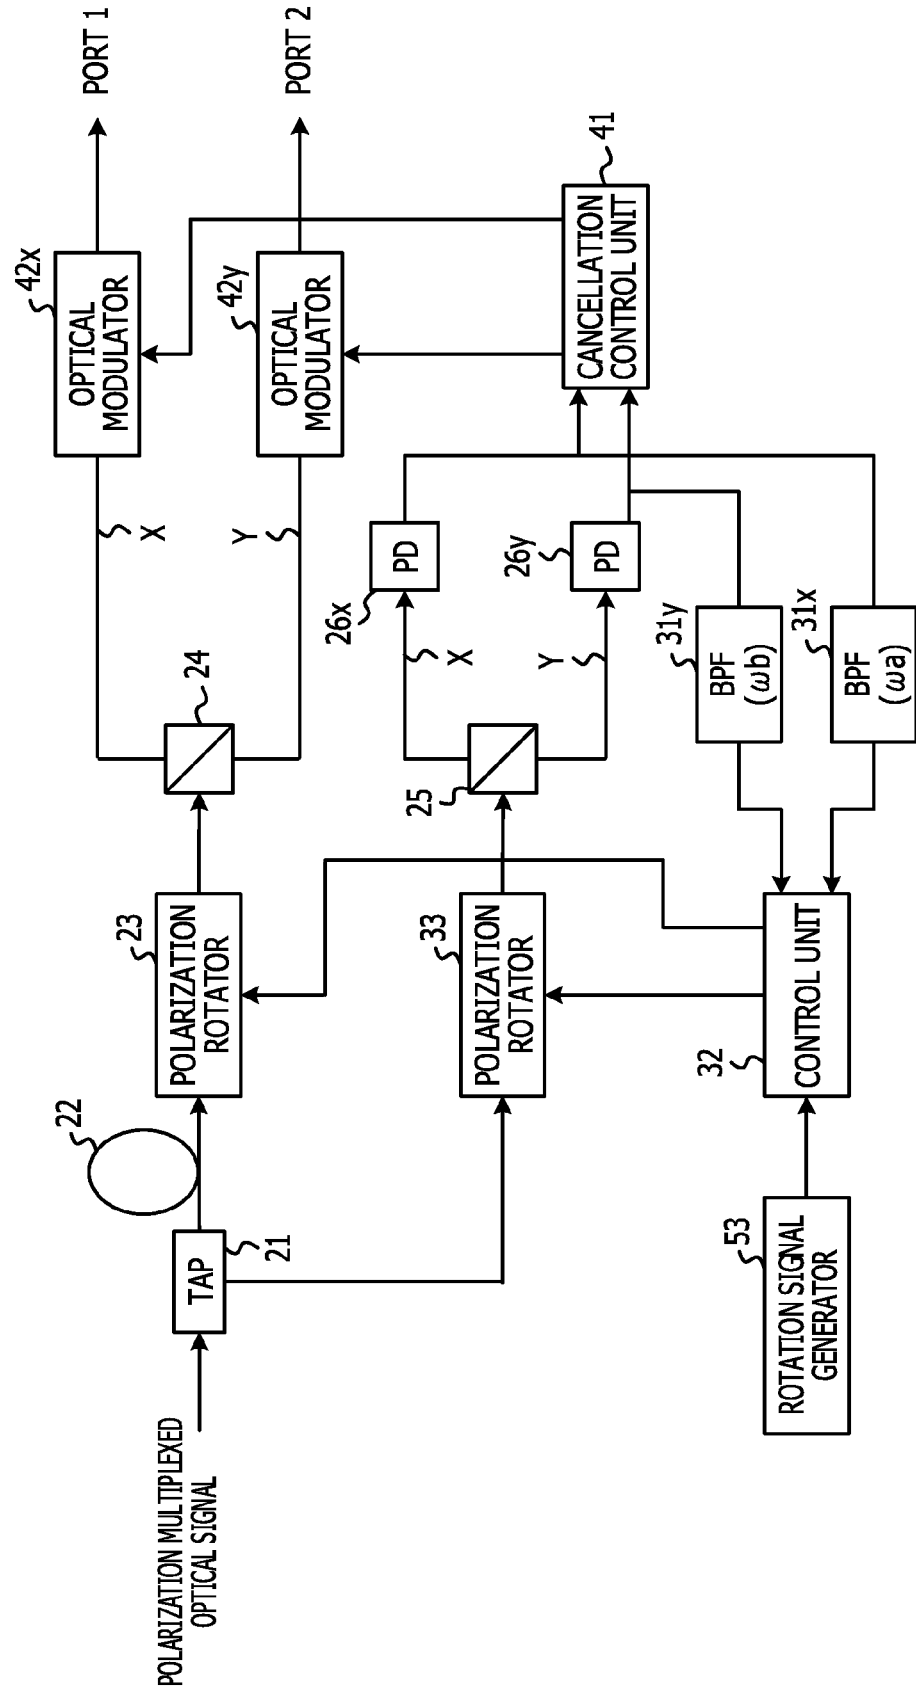 POLARIZATION MULTIPLEXED
OPTICAL SIGNAL
TAP
21
22
POLARIZATION
ROTATOR
23
24
X
Y
OPTICAL
MODULATOR
42x
PORT 1
OPTICAL
MODULATOR
42y
PORT 2
POLARIZATION
ROTATOR
33
25
X
Y
PD
26x
PD
26y
CANCELLATION
CONTROL UNIT
41
ROTATION SIGNAL
GENERATOR
53
CONTROL UNIT
32
BPF
(ωb)
31y
BPF
(ωa)
31x